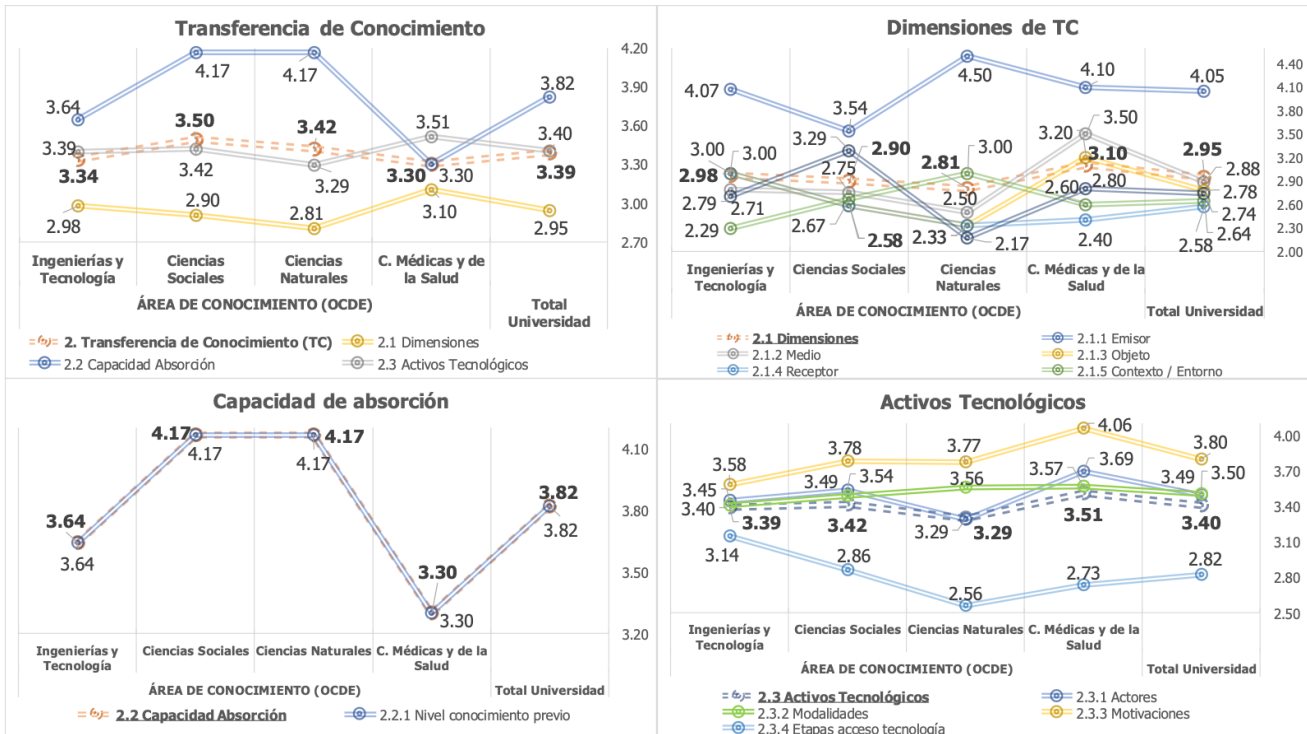 Transferencia de Conocimiento
4.20
3.90
3.60
3.30
3.00
2.70
3.64
4.17
4.17
3.30
3.82
3.39
3.50
3.42
3.51
3.40
3.34
3.42
3.29
3.30
3.39
2.98
2.90
2.81
3.10
2.95
Ingenierías y
Tecnología
Ciencias
Sociales
Ciencias
Naturales
C. Médicas y de
la Salud
ÁREA DE CONOCIMIENTO (OCDE)
Total
Universidad
2. Transferencia de Conocimiento (TC)
2.1 Dimensiones
2.2 Capacidad Absorción
2.3 Activos Tecnológicos
Dimensiones de TC
4.40
4.10
3.80
3.50
3.20
2.90
2.60
2.30
2.00
4.07
3.54
4.50
4.10
4.05
3.00
3.00
3.29
2.75
2.90
2.81
3.00
3.20
3.50
3.10
2.95
2.88
2.98
2.79
2.71
2.29
2.67
2.58
2.50
2.33
2.17
2.60
2.80
2.40
2.78
2.74
2.64
2.58
Ingenierías y
Tecnología
Ciencias Sociales
Ciencias
Naturales
C. Médicas y de la
Salud
ÁREA DE CONOCIMIENTO (OCDE)
Total Universidad
2.1 Dimensiones
2.1.1 Emisor
2.1.2 Medio
2.1.3 Objeto
2.1.4 Receptor
2.1.5 Contexto / Entorno
Capacidad de absorción
4.10
3.80
3.50
3.20
3.64
3.64
4.17
4.17
4.17
4.17
3.30
3.30
3.82
3.82
Ingenierías y
Tecnología
Ciencias Sociales
Ciencias Naturales
C. Médicas y de la
Salud
ÁREA DE CONOCIMIENTO (OCDE)
Total Universidad
2.2 Capacidad Absorción
2.2.1 Nivel conocimiento previo
Activos Tecnológicos
4.00
3.70
3.40
3.10
2.80
2.50
3.58
3.78
3.77
4.06
3.80
3.45
3.49
3.54
3.56
3.57
3.69
3.49
3.50
3.40
3.39
3.42
3.29
3.29
3.51
3.40
3.14
2.86
2.56
2.73
2.82
Ingenierías y
Tecnología
Ciencias Sociales
Ciencias Naturales
C. Médicas y de la
Salud
ÁREA DE CONOCIMIENTO (OCDE)
Total Universidad
2.3 Activos Tecnológicos
2.3.1 Actores
2.3.2 Modalidades
2.3.3 Motivaciones
2.3.4 Etapas acceso tecnología